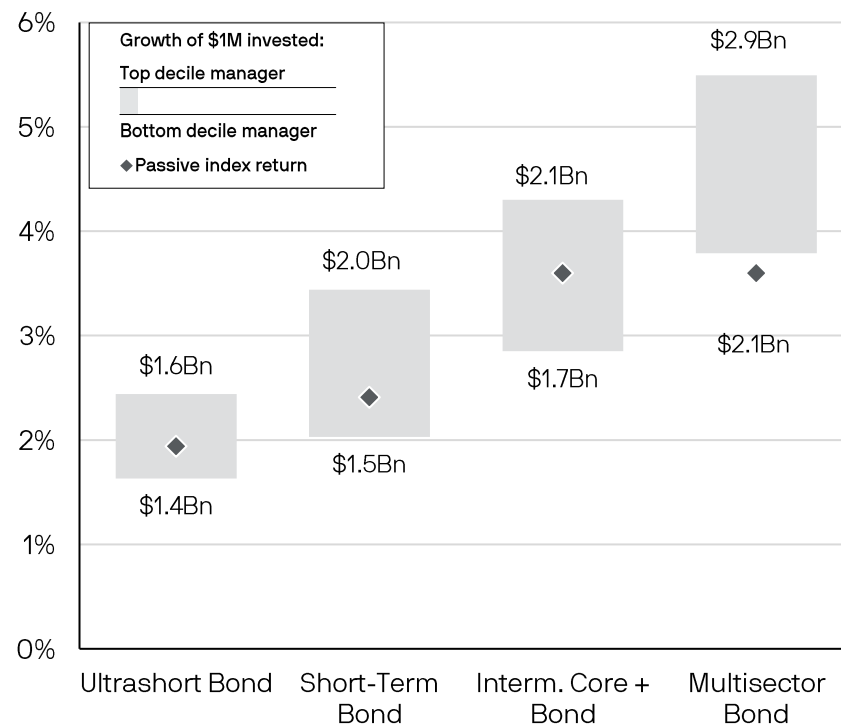 6%
5%
4%
3%
2%
1%
0%
Growth of $1M invested:
Top decile manager
Bottom decile manager
Passive index return
$1.6Bn
$1.4Bn
$2.0Bn
$1.5Bn
$2.1Bn
$1.7Bn
$2.9Bn
$2.1Bn
Ultrashort Bond
Short-Term
Bond
Interm. Core +
Bond
Multisector
Bond